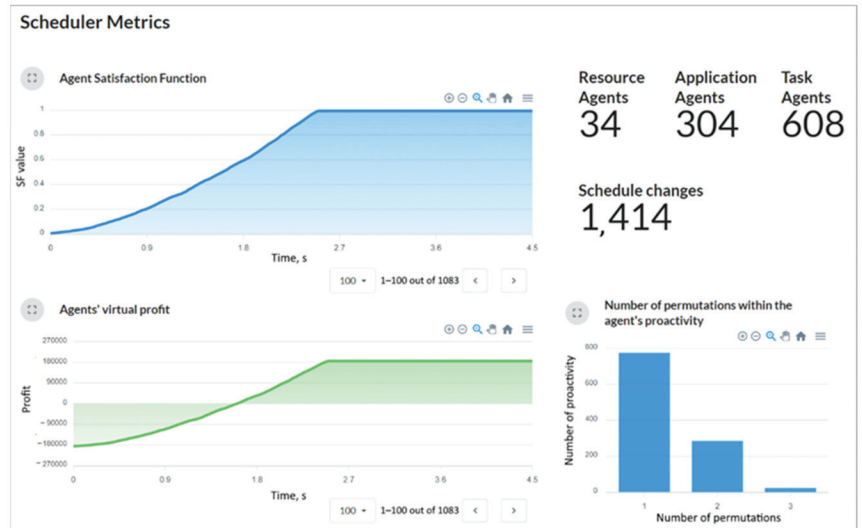 Scheduler Metrics
Agent Satisfaction Function
SF value
1
0.8
0.6
0.4
0.2
0
0 0.9 1.8 2.7 3.6 4.5
Time, s
100 1–100 out of 1083 < >
Resource Agents
34
Application Agents
304
Task Agents
608
Schedule changes
1,414
Agents' virtual profit
Profit
270000
180000
90000
0
-90000
-180000
-270000
0 0.9 1.8 2.7 3.6 4.5
Time, s
100 1–100 out of 1083 < >
Number of permutations within the
agent's proactivity
Number of proactivity
800
600
400
200
0
1 2 3
Number of permutations